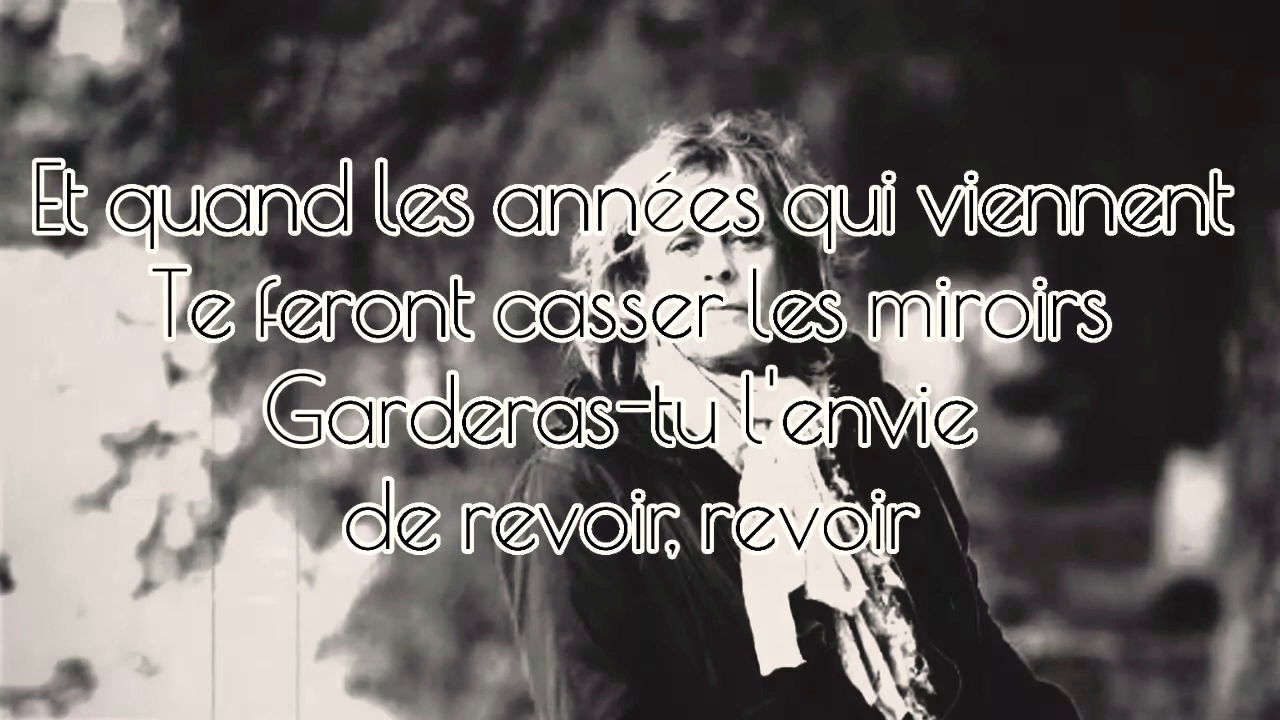 Et quand les années qui viennent
Te feront casser les miroirs
Garderas-tu l'envie
de revoir, revoir